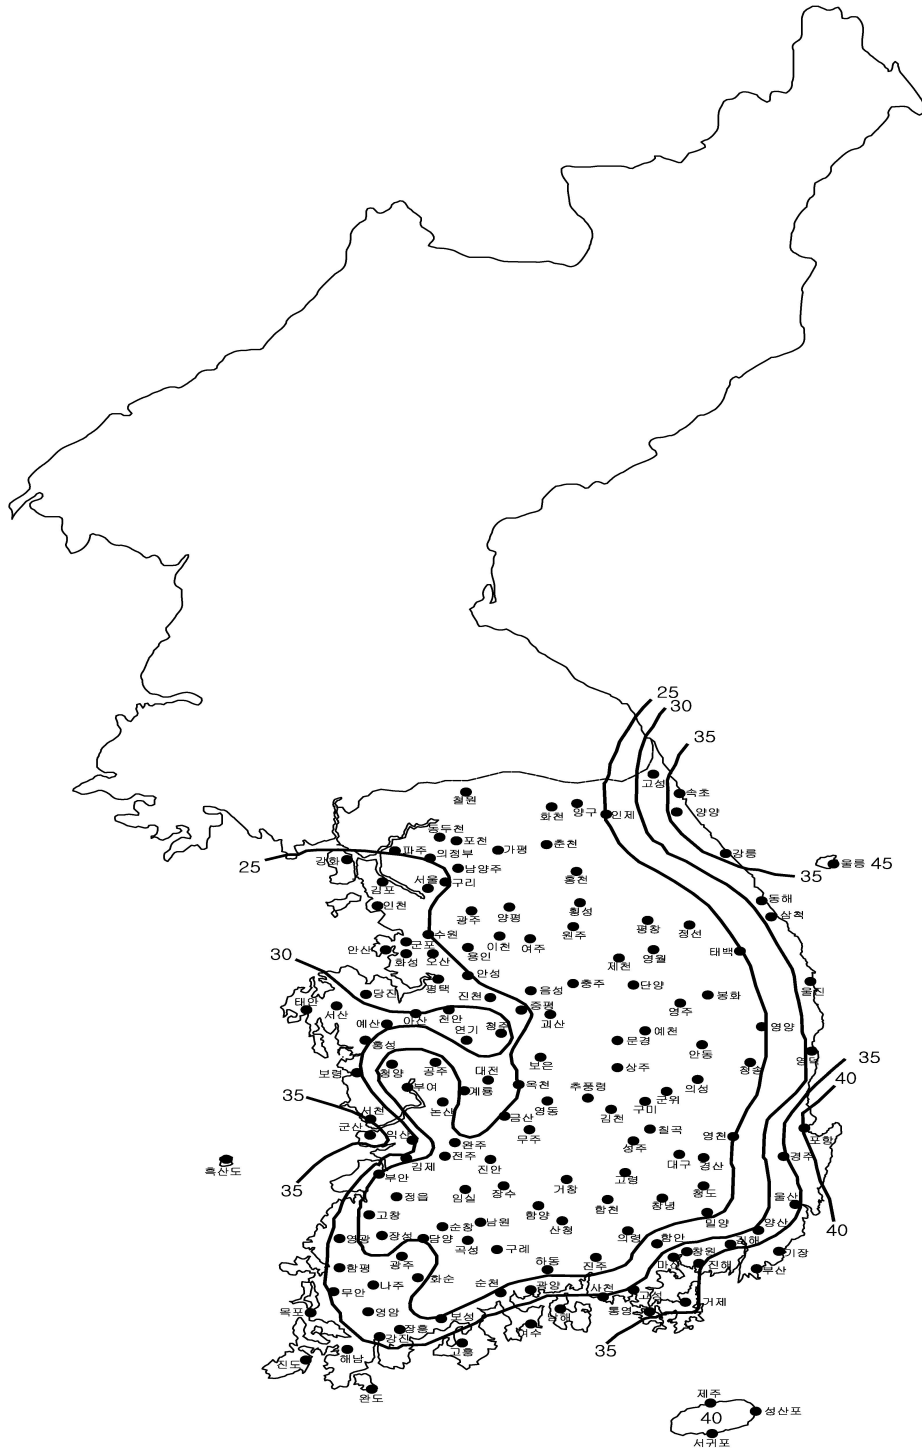 25
30
35
고성
철원
속초
화천
양구
인제
양양
동두천
포천
춘천
파주
의정부
가평
강릉
25
강화
울릉 45
남양주
홍천
35
서울
구리
김포
인천
광주
양평
횡성
동해
삼척
평창
정선
원주
수원
군포
이천
여주
안산
화성
오산
용인
영월
태백
30
제천
안성
평택
충주
단양
울진
당진
진천
음성
봉화
태안
서산
영주
증평
아산
천안
괴산
예산
연기
청주
영양
예천
홍성
문경
안동
영덕
35
보은
청양
공주
상주
청송
보령
대전
40
부여
계룡
옥천
추풍령
의성
35
논산
영동
군위
서천
금산
김천
구미
군산
익산
무주
칠곡
영천
포항
완주
성주
김제
전주
진안
대구
경산
경주
흑산도
부안
고령
35
정읍
임실
장수
거창
청도
함천
창녕
울산
고창
함양
밀양
순창
남원
산청
양산
40
영광
장성
담양
곡성
의령
함안
김해
광주
구례
창원
기장
함평
하동
진주
마산
진해
부산
무안
나주
화순
순천
광양
사천
고성
목포
영암
남해
통영
거제
보성
장흥
강진
여수
고흥
35
해남
진도
완도
제주
40
성산포
서귀포